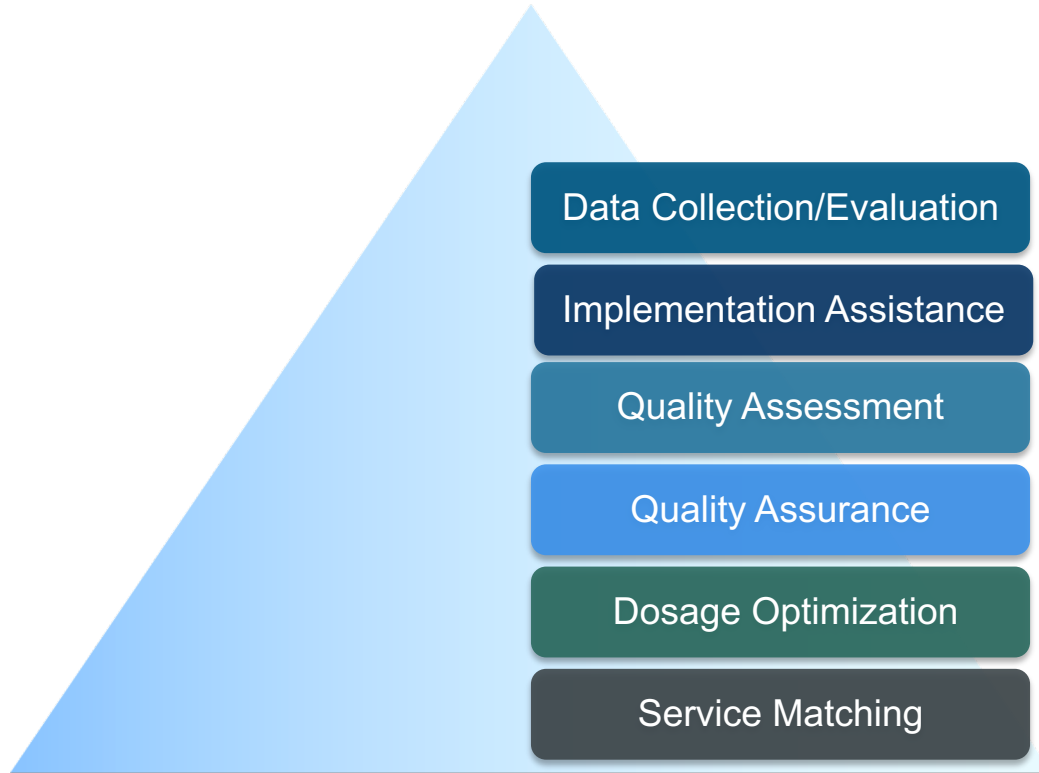 Data Collection/Evaluation
Implementation Assistance
Quality Assessment
Quality Assurance
Dosage Optimization
Service Matching